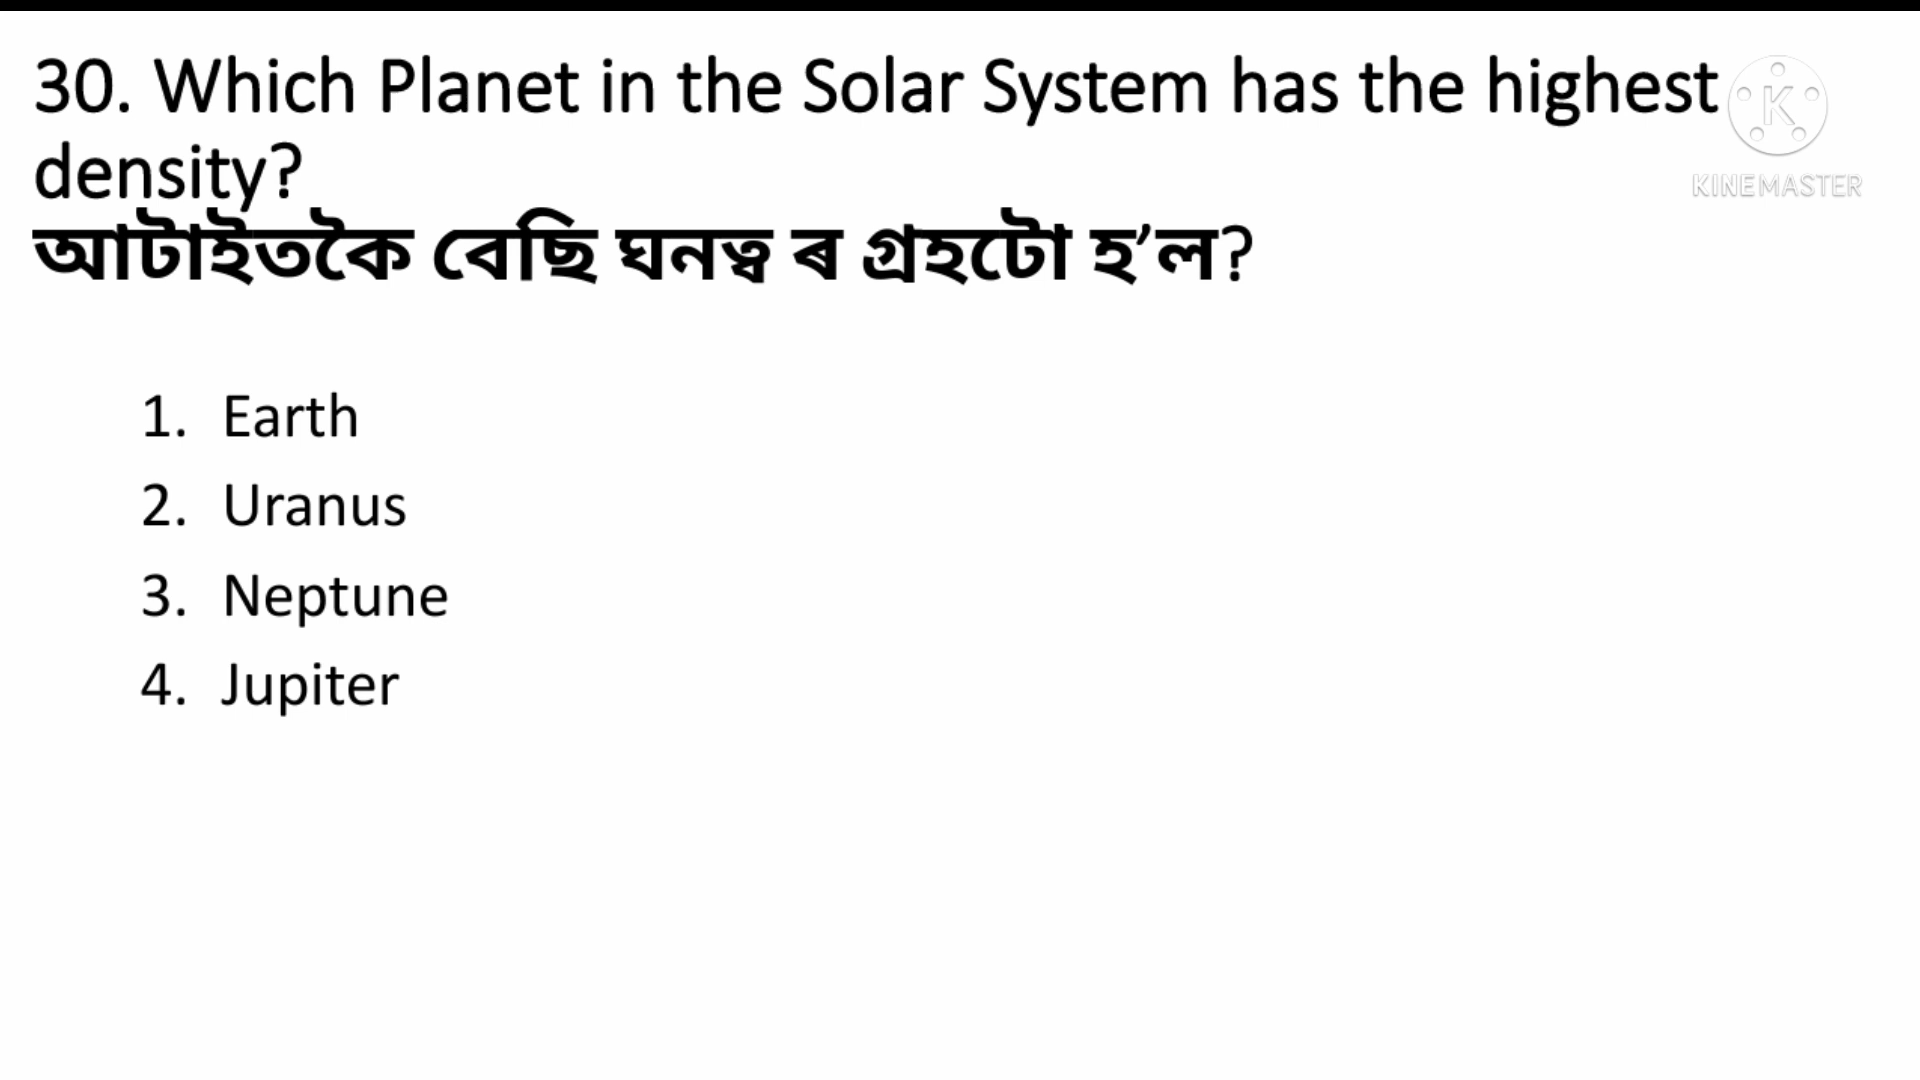 30. Which Planet in the Solar System has the highest
density?
আটাইতকৈ বেছি ঘনত্ব ৰ গ্ৰহটো হ’ল?
K
KINEMASTER
1. Earth
2. Uranus
3. Neptune
4. Jupiter